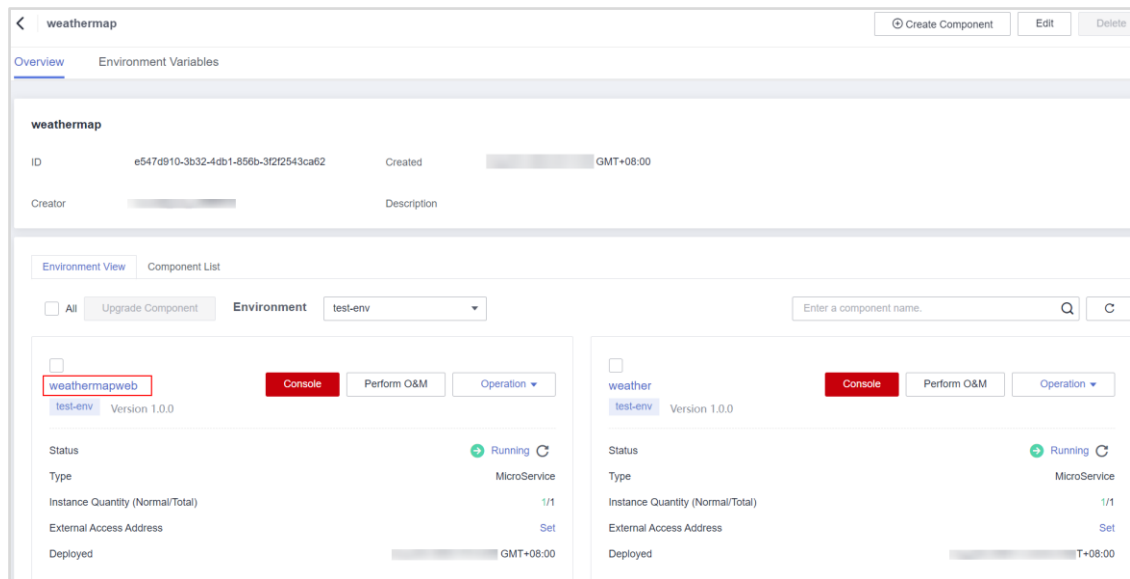 weathermap Create Component Edit Delete
Overview Environment Variables
weathermap
ID e547d910-3b32-4db1-856b-3f2f2543ca62 Created GMT+08:00
Creator Description
Environment View Component List
All Upgrade Component Environment test-env Enter a component name.
weathermapweb Console Perform O&M Operation
test-env Version 1.0.0
Status Running
Type MicroService
Instance Quantity (Normal/Total) 1/1
External Access Address Set
Deployed GMT+08:00
weather Console Perform O&M Operation
test-env Version 1.0.0
Status Running
Type MicroService
Instance Quantity (Normal/Total) 1/1
External Access Address Set
Deployed T+08:00